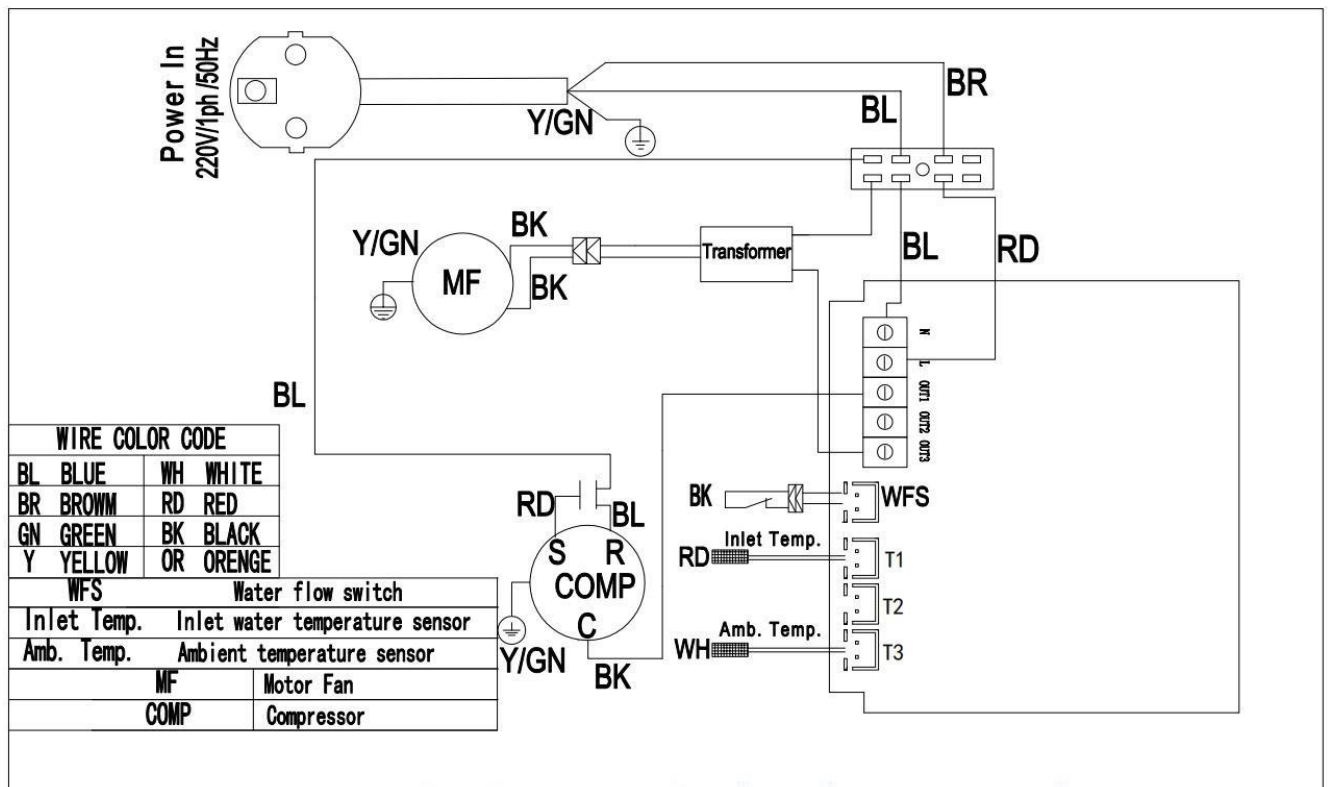 Power In
220V/1ph/50Hz
Y/GN
BL
BR
Y/GN
MF
BK
BK
Transformer
BL
RD
N
L
OUT1
OUT2
OUT3
BL
WIRE COLOR CODE
BL BLUE WH WHITE
BR BROWM RD RED
GN GREEN BK BLACK
Y YELLOW OR ORENGE
WFS Water flow switch
Inlet Temp. Inlet water temperature sensor
Amb. Temp. Ambient temperature sensor
MF Motor Fan
COMP Compressor
RD
BL
S R
COMP
C
Y/GN
BK
BK
WFS
Inlet Temp.
RD
T1
T2
Amb. Temp.
WH
T3